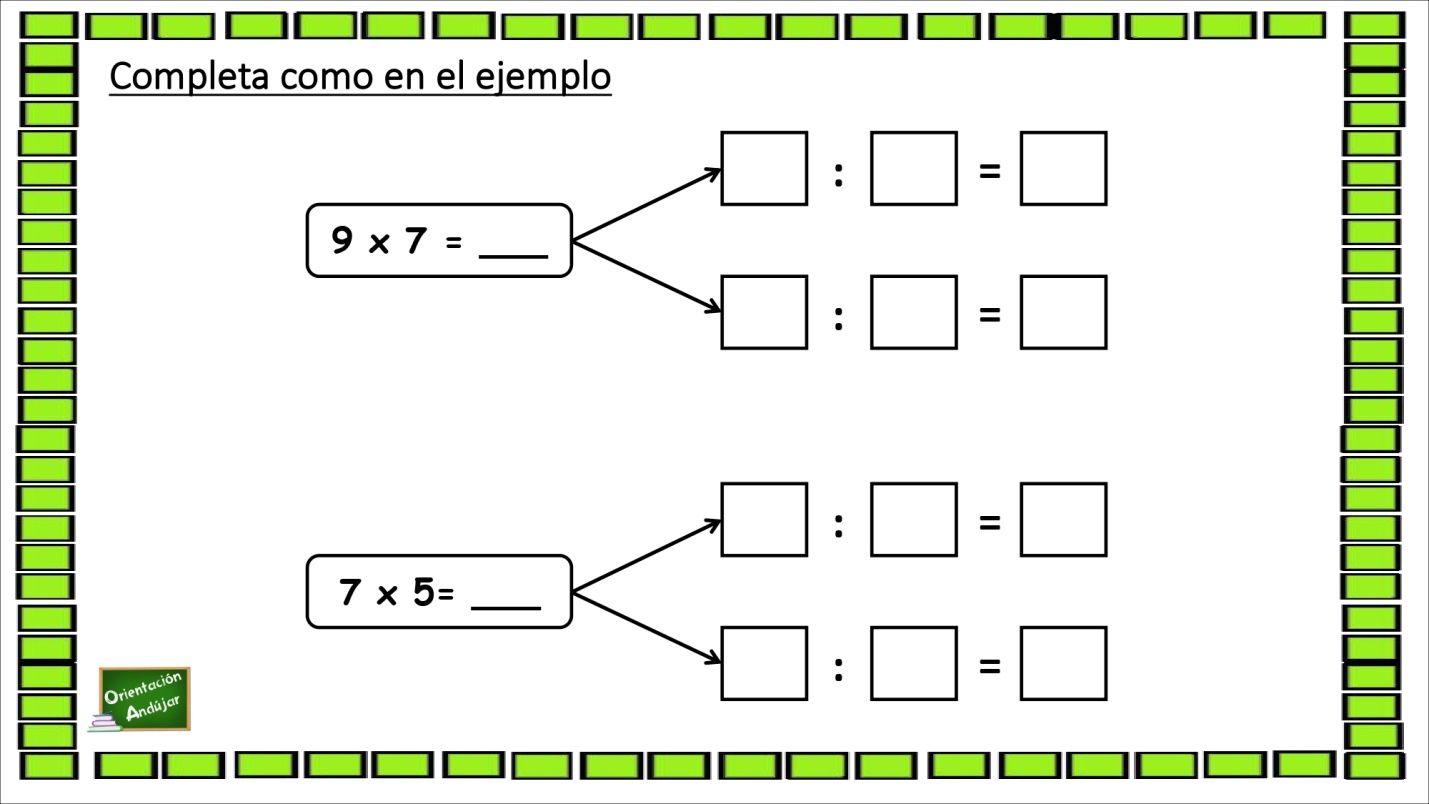 Completa como en el ejemplo
: =
9 x 7 = ____
: =
: =
7 x 5= ____
: =
Orientación
Andújar